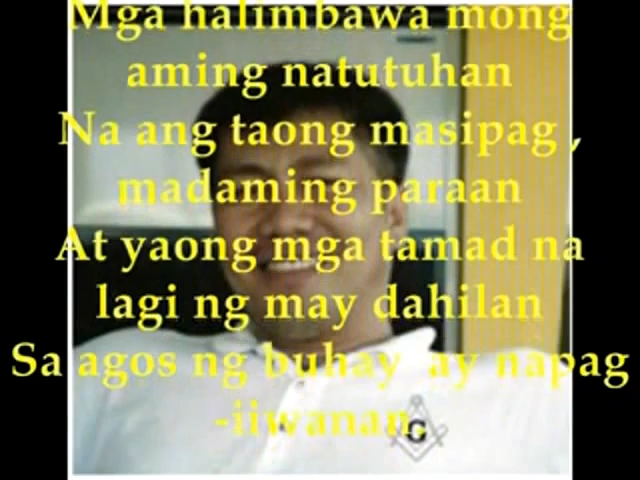 Mga halimbawa mong
aming natutuhan
Na ang taong masipag ,
madaming paraan
At yaong mga tamad na
lagi ng may dahilan
Sa agos ng buhay ay napag
-iiwanan.
G